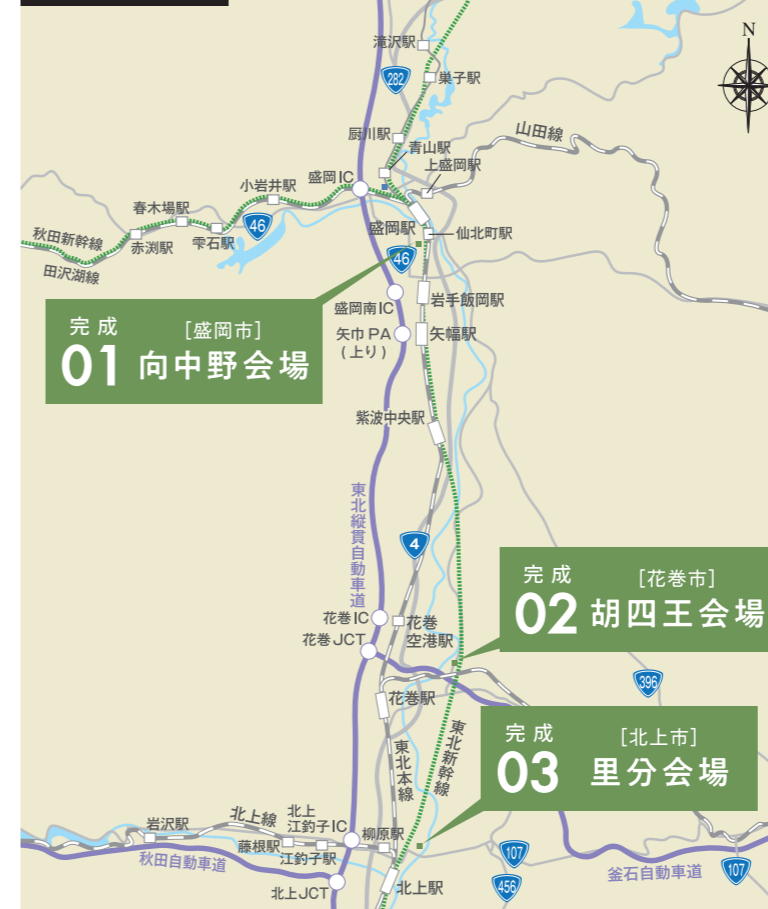 N
滝沢駅
282
巣子駅
厨川駅
青山駅
山田線
上盛岡駅
盛岡IC
小岩井駅
春木場駅
46
秋田新幹線
赤渕駅
雫石駅
田沢湖線
盛岡駅
仙北町駅
46
盛岡南IC
岩手飯岡駅
矢巾PA
(上り)
矢幅駅
完成
01
[盛岡市]
向中野会場
紫波中央駅
東北縦貫自動車道
4
花巻IC
花巻JCT
花巻
空港駅
完成
02
[花巻市]
胡四王会場
396
花巻駅
東北本線
東北新幹線
完成
03
[北上市]
里分会場
岩沢駅
北上線
北上
江釣子IC
柳原駅
藤根駅
江釣子駅
秋田自動車道
北上JCT
北上駅
107
456
釜石自動車道
107